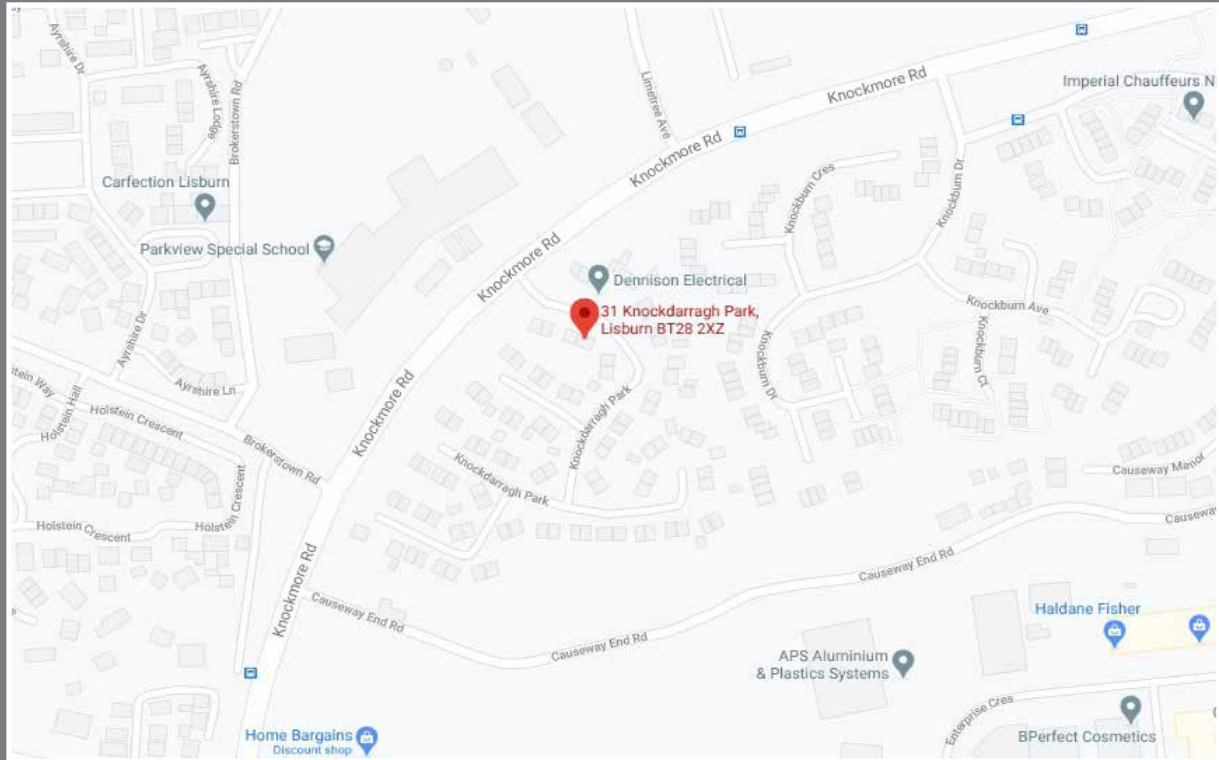 Ayrshire Dr
Ayrshire Lodge
Brokerstown Rd
Limetree Ave
Knockmore Rd
Imperial Chauffeurs N
Knockmore Rd
Carfection Lisburn
Knockburn Cres
Knockburn Dr
Parkview Special School
Knockmore Rd
Dennison Electrical
31 Knockdarragh Park,
Lisburn BT28 2XZ
Knockburn Ave
Ayrshire Dr
Knockburn Dr
Knockburn Ct
Ayrshire Ln
tein Way
Holstein Hall
Holstein Crescent
Knockmore Rd
Knockdarragh Park
Brokerstown Rd
Knockdarragh Park
Causeway Manor
Holstein Crescent
Holstein Crescent
Holstein
Causeway
Knockmore Rd
Causeway End Rd
Causeway End Rd
Causeway End Rd
Haldane Fisher
APS Aluminium
& Plastics Systems
Enterprise Cres
BPerfect Cosmetics
Home Bargains
Discount shop